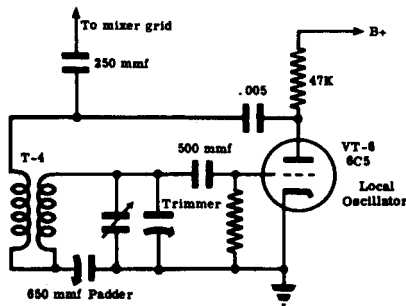 To mixer grid
B+
250 mmf
.005
47K
T-4
500 mmf
VT-6
6C5
Local
Oscillator
Trimmer
650 mmf Padder